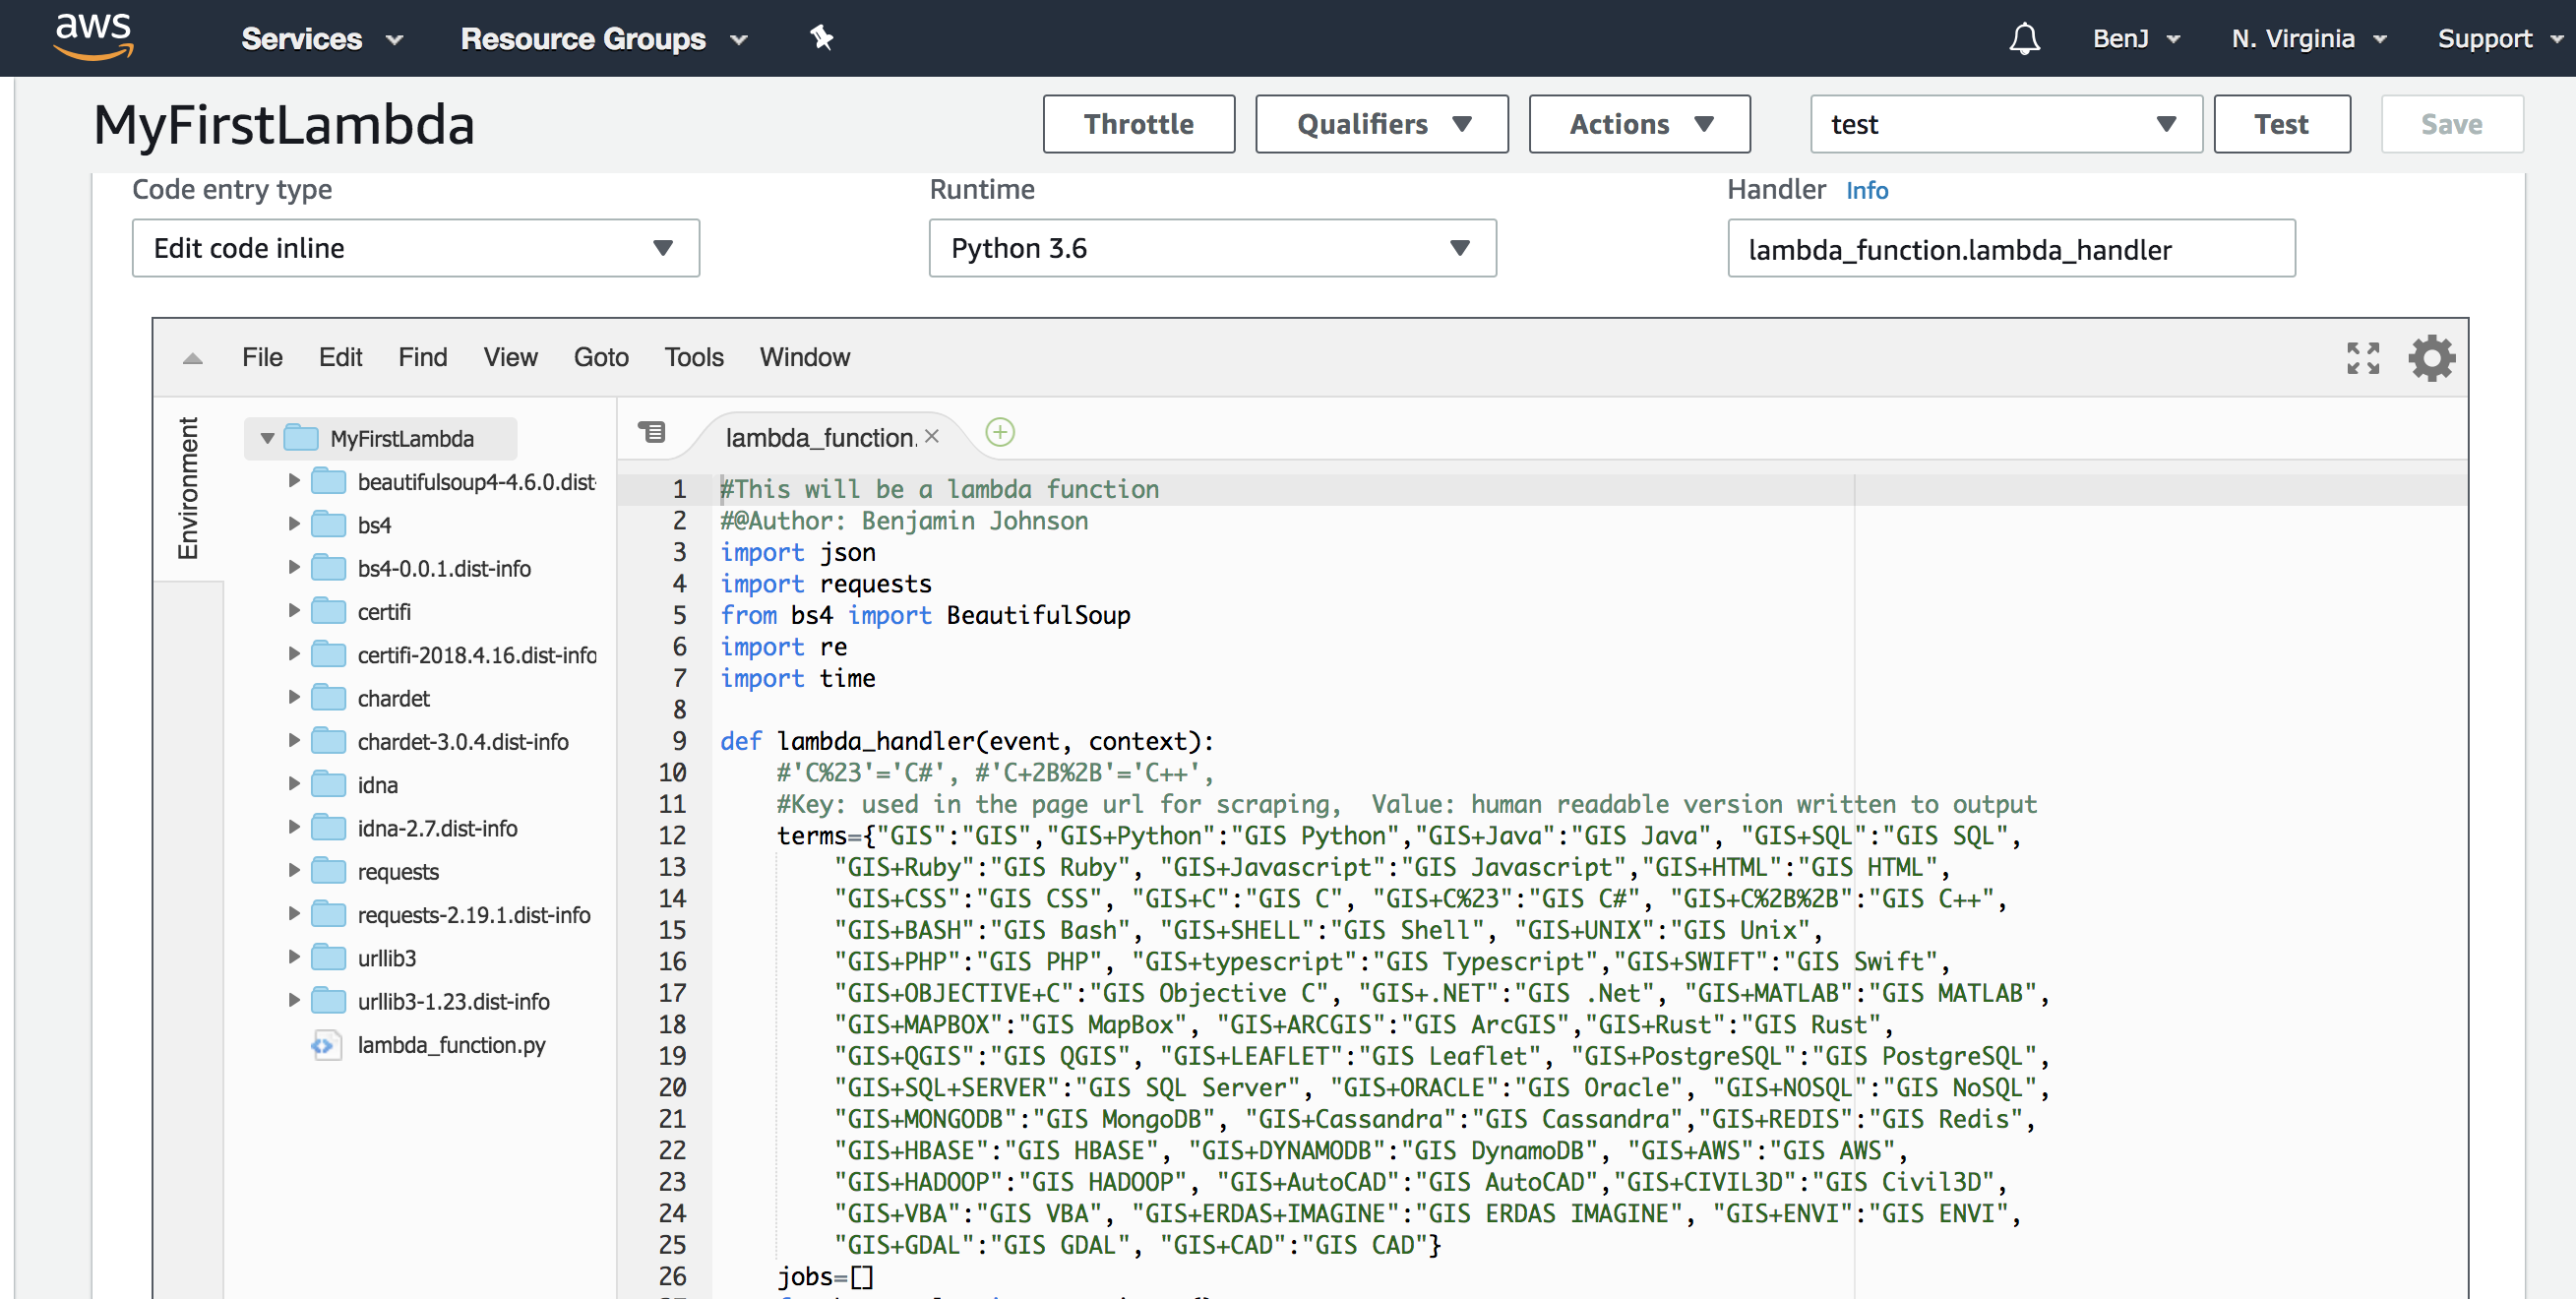 aws Services Resource Groups BenJ N. Virginia Support
MyFirstLambda Throttle Qualifiers Actions test Test Save
Code entry type Runtime Handler Info
Edit code inline Python 3.6 lambda_function.lambda_handler
File Edit Find View Goto Tools Window
Environment
MyFirstLambda
beautifulsoup4-4.6.0.dist-
bs4
bs4-0.0.1.dist-info
certifi
certifi-2018.4.16.dist-info
chardet
chardet-3.0.4.dist-info
idna
idna-2.7.dist-info
requests
requests-2.19.1.dist-info
urllib3
urllib3-1.23.dist-info
lambda_function.py
lambda_function.
1 #This will be a lambda function
2 #@Author: Benjamin Johnson
3 import json
4 import requests
5 from bs4 import BeautifulSoup
6 import re
7 import time
8
9 def lambda_handler(event, context):
10 #'C%23'='C#', #'C+2B%2B'='C++',
11 #Key: used in the page url for scraping,  Value: human readable version written to output
12 terms={"GIS":"GIS","GIS+Python":"GIS Python","GIS+Java":"GIS Java", "GIS+SQL":"GIS SQL",
13 "GIS+Ruby":"GIS Ruby", "GIS+Javascript":"GIS Javascript","GIS+HTML":"GIS HTML",
14 "GIS+CSS":"GIS CSS", "GIS+C":"GIS C", "GIS+C%23":"GIS C#", "GIS+C%2B%2B":"GIS C++",
15 "GIS+BASH":"GIS Bash", "GIS+SHELL":"GIS Shell", "GIS+UNIX":"GIS Unix",
16 "GIS+PHP":"GIS PHP", "GIS+typescript":"GIS Typescript","GIS+SWIFT":"GIS Swift",
17 "GIS+OBJECTIVE+C":"GIS Objective C", "GIS+.NET":"GIS .Net", "GIS+MATLAB":"GIS MATLAB",
18 "GIS+MAPBOX":"GIS MapBox", "GIS+ARCGIS":"GIS ArcGIS","GIS+Rust":"GIS Rust",
19 "GIS+QGIS":"GIS QGIS", "GIS+LEAFLET":"GIS Leaflet", "GIS+PostgreSQL":"GIS PostgreSQL",
20 "GIS+SQL+SERVER":"GIS SQL Server", "GIS+ORACLE":"GIS Oracle", "GIS+NOSQL":"GIS NoSQL",
21 "GIS+MONGODB":"GIS MongoDB", "GIS+Cassandra":"GIS Cassandra","GIS+REDIS":"GIS Redis",
22 "GIS+HBASE":"GIS HBASE", "GIS+DYNAMODB":"GIS DynamoDB", "GIS+AWS":"GIS AWS",
23 "GIS+HADOOP":"GIS HADOOP", "GIS+AutoCAD":"GIS AutoCAD","GIS+CIVIL3D":"GIS Civil3D",
24 "GIS+VBA":"GIS VBA", "GIS+ERDAS+IMAGINE":"GIS ERDAS IMAGINE", "GIS+ENVI":"GIS ENVI",
25 "GIS+GDAL":"GIS GDAL", "GIS+CAD":"GIS CAD"}
26 jobs=[]